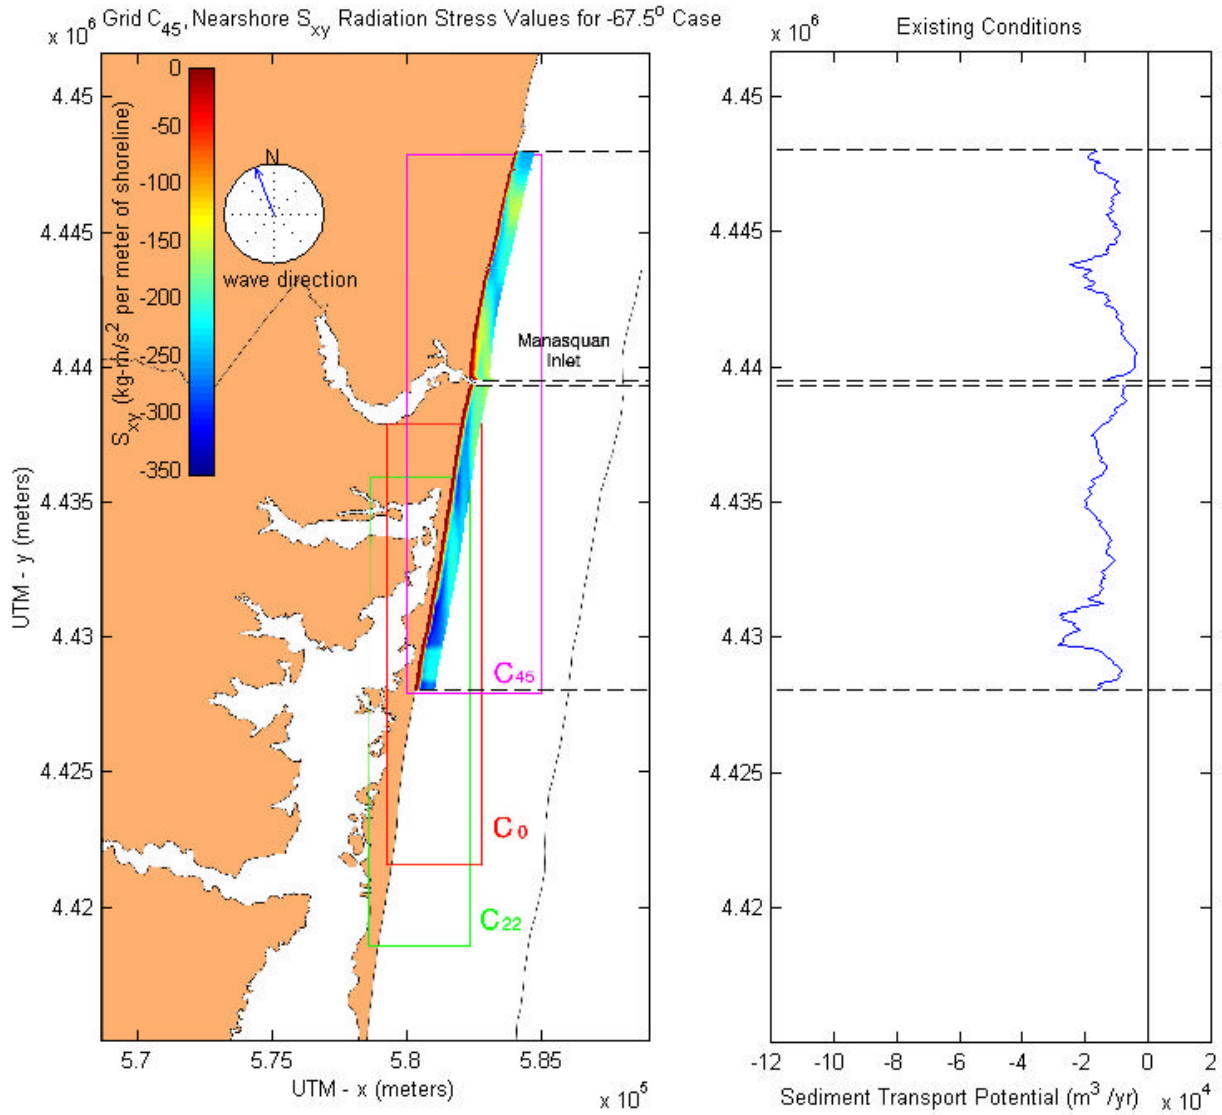 Grid C45, Nearshore Sxy Radiation Stress Values for -67.5o Case
x 10^6
4.45
4.445
4.44
4.435
4.43
4.425
4.42
UTM - y (meters)
0
-50
-100
-150
-200
-250
-300
-350
Sxy (kg-m/s2 per meter of shoreline)
N
wave direction
Manasquan
Inlet
C45
C0
C22
5.7
5.75
5.8
5.85
UTM - x (meters)
x 10^5
Existing Conditions
x 10^6
4.45
4.445
4.44
4.435
4.43
4.425
4.42
-12
-10
-8
-6
-4
-2
0
2
Sediment Transport Potential (m3 /yr)
x 10^4